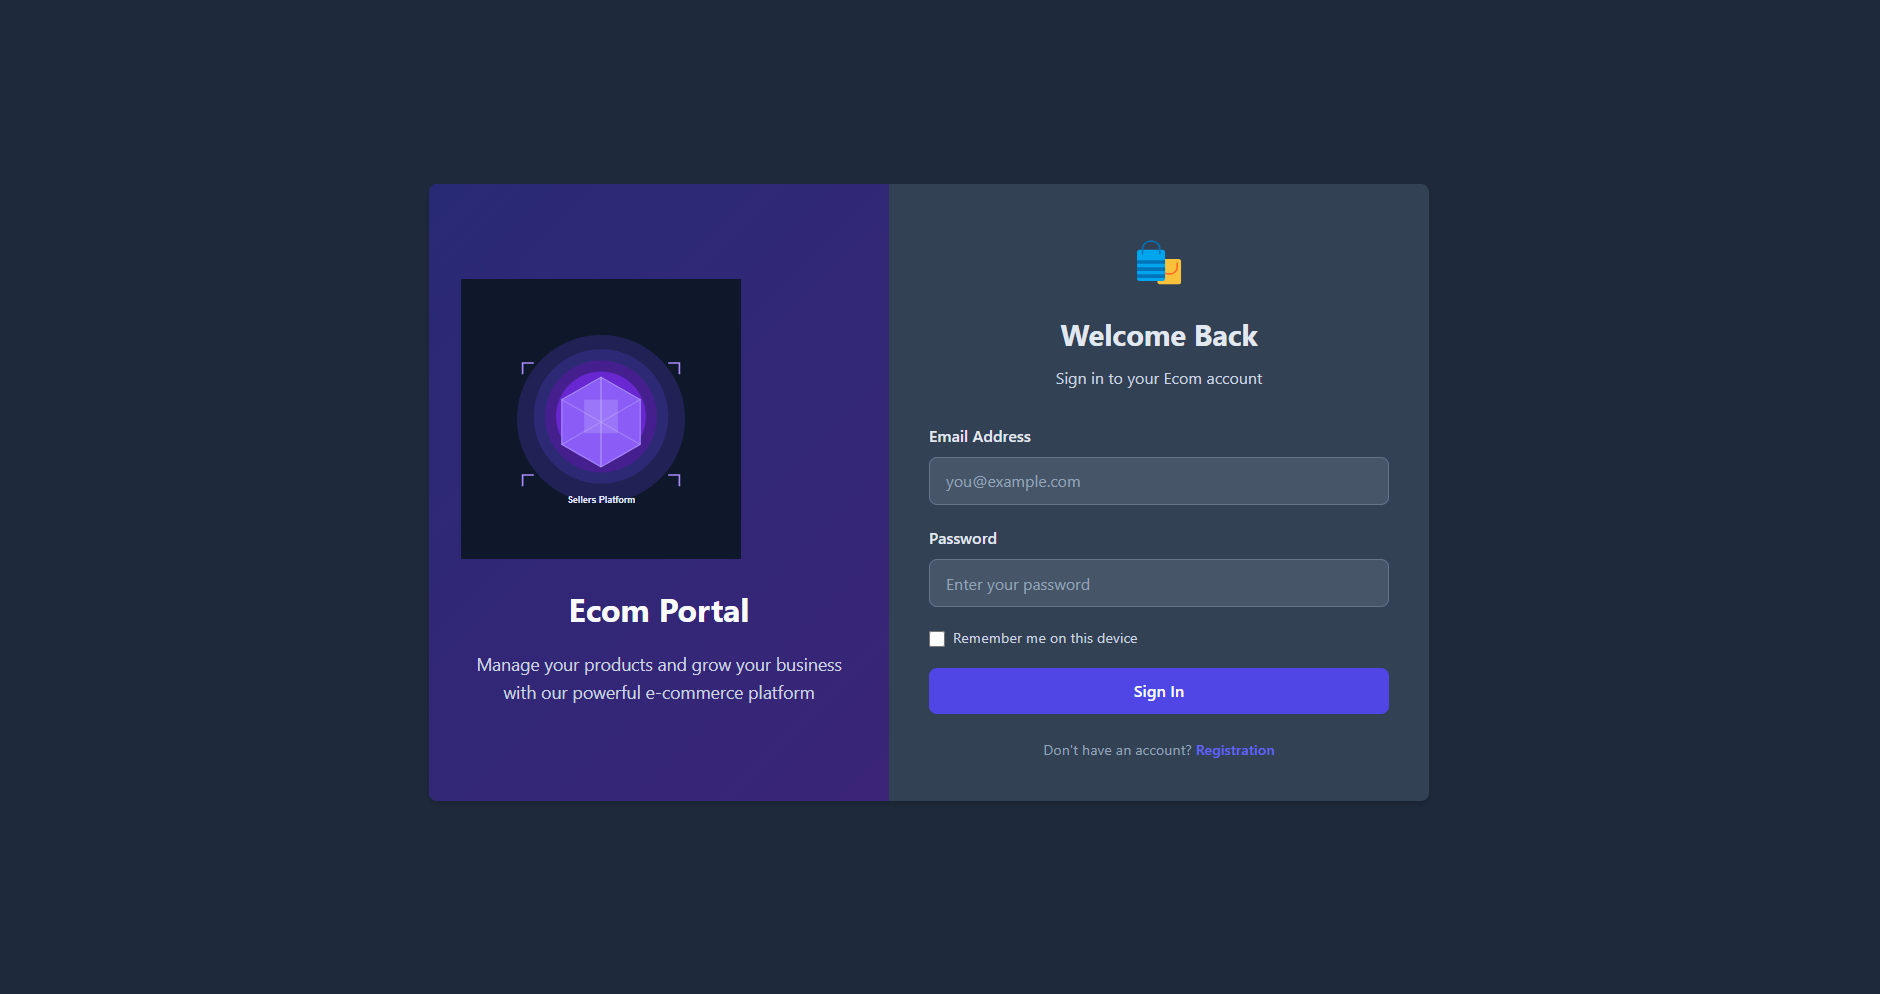 Sellers Platform
Ecom Portal
Manage your products and grow your business
with our powerful e-commerce platform
Welcome Back
Sign in to your Ecom account
Email Address
you@example.com
Password
Enter your password
Remember me on this device
Sign In
Don't have an account? Registration